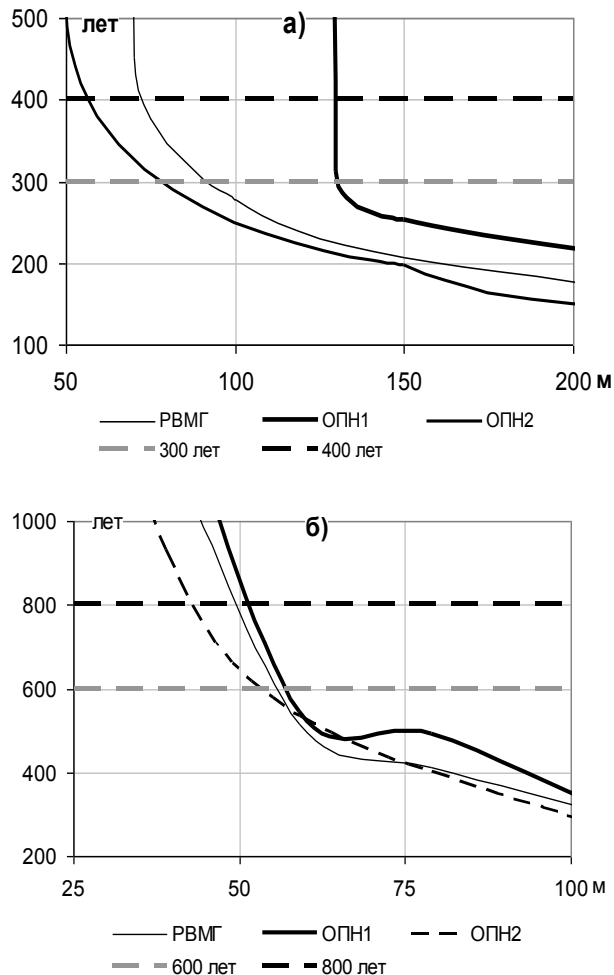 500 лет а)
400
300
200
100
50 100 150 200 м
РВМГ ОПН1 ОПН2
300 лет 400 лет
1000 лет б)
800
600
400
200
25 50 75 100 м
РВМГ ОПН1 ОПН2
600 лет 800 лет